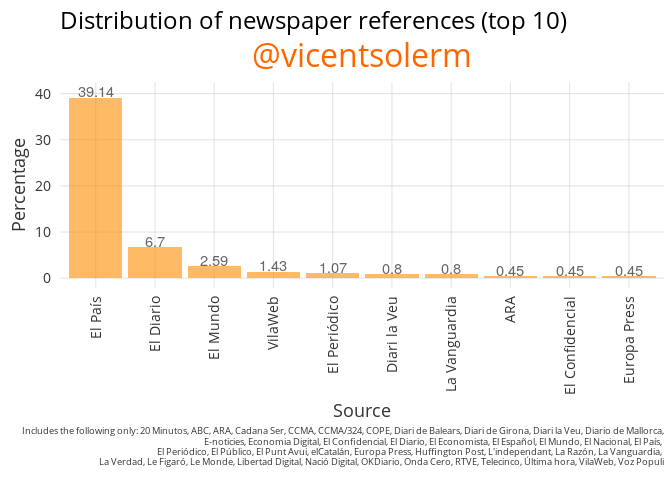 Distribution of newspaper references (top 10)
@vicentsolerm
Percentage
40
30
20
10
0
39.14
6.7
2.59
1.43
1.07
0.8
0.8
0.45
0.45
0.45
El País
El Diario
El Mundo
VilaWeb
El Periódico
Diari la Veu
La Vanguardia
ARA
El Confidencial
Europa Press
Source
Includes the following only: 20 Minutos, ABC, ARA, Cadana Ser, CCMA, CCMA/324, COPE, Diari de Balears, Diari de Girona, Diari la Veu, Diario de Mallorca,
E-noticies, Economia Digital, El Confidencial, El Diario, El Economista, El Español, El Mundo, El Nacional, El País,
El Periódico, El Público, El Punt Avui, elCatalán, Europa Press, Huffington Post, L'independant, La Razón, La Vanguardia,
La Verdad, Le Figaró, Le Monde, Libertad Digital, Nació Digital, OKDiario, Onda Cero, RTVE, Telecinco, Última hora, VilaWeb, Voz Populi